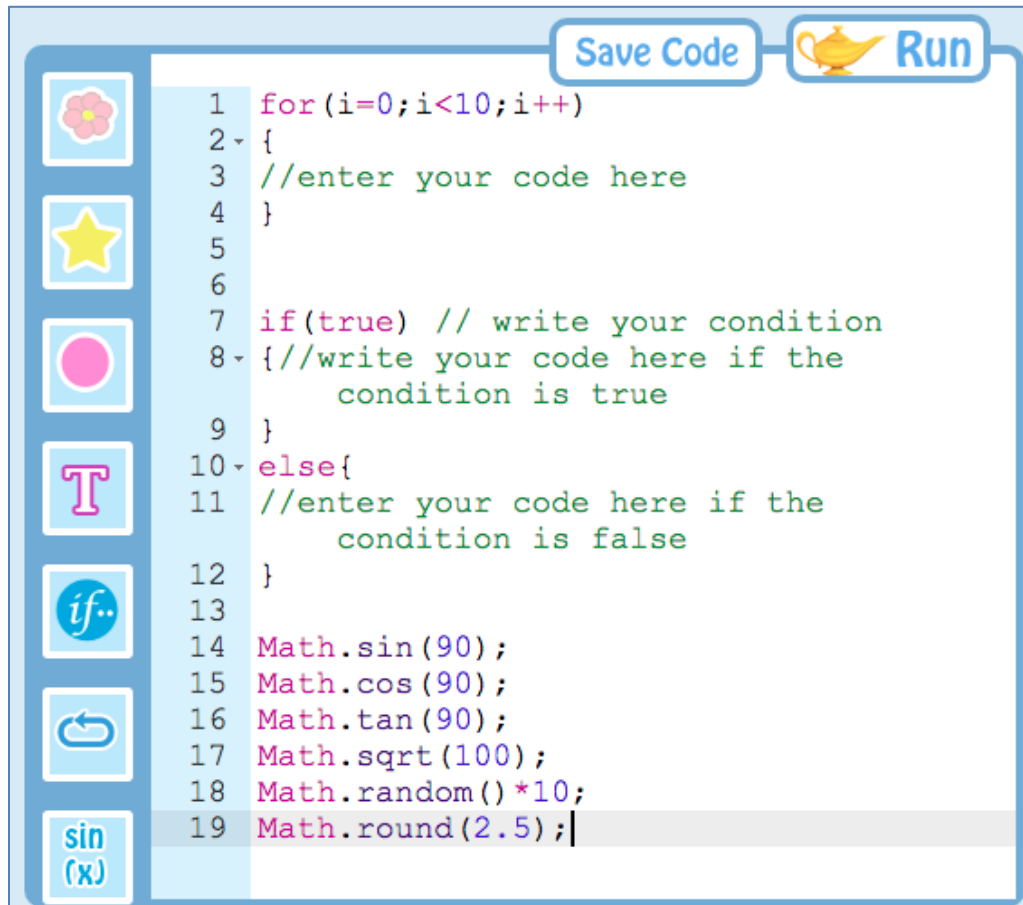 Save Code
Run
1 for(i=0;i<10;i++)
2 {
3 //enter your code here
4 }
5
6
7 if(true) // write your condition
8 {//write your code here if the
condition is true
9 }
10 else{
11 //enter your code here if the
condition is false
12 }
13
14 Math.sin(90);
15 Math.cos(90);
16 Math.tan(90);
17 Math.sqrt(100);
18 Math.random()*10;
19 Math.round(2.5);
T
if..
sin
(x)